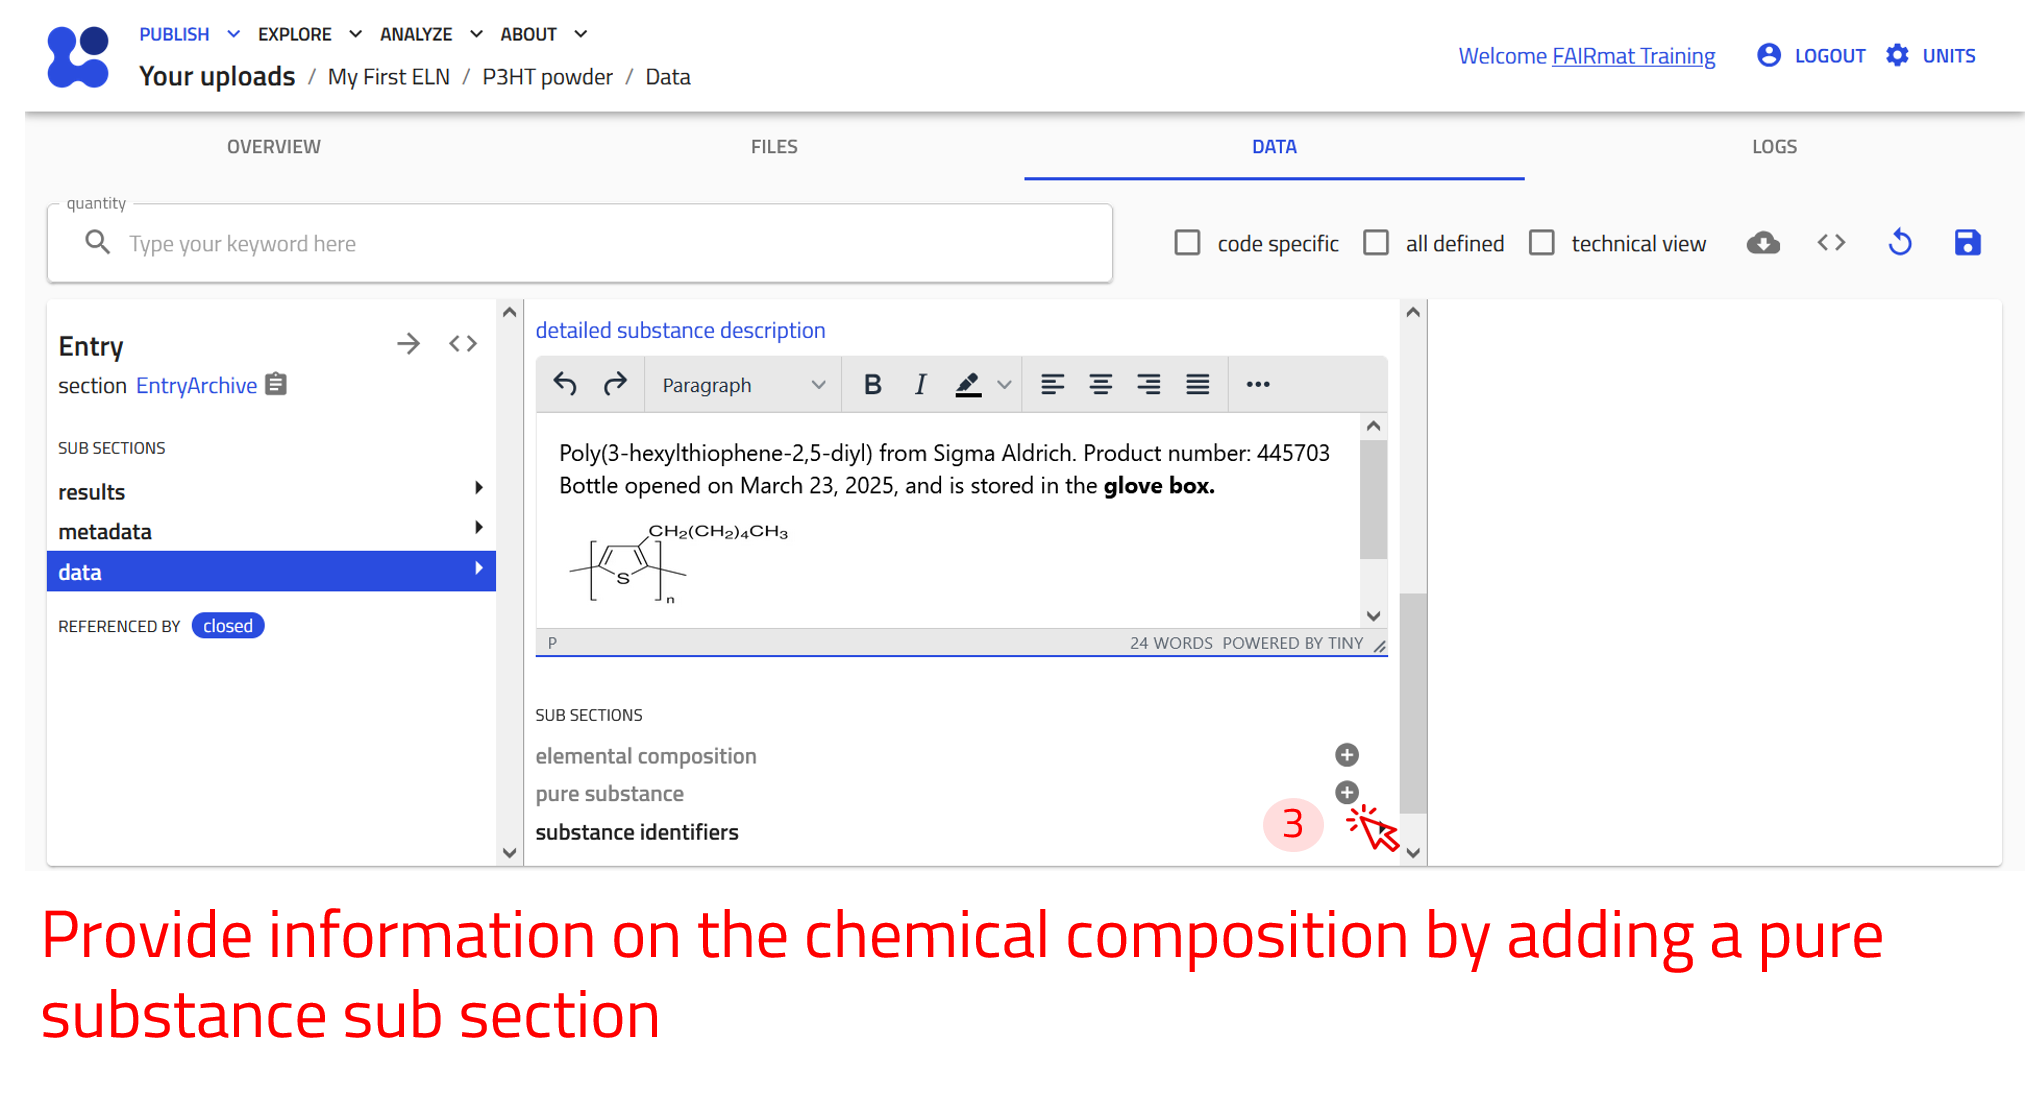 PUBLISH EXPLORE ANALYZE ABOUT
Your uploads / My First ELN / P3HT powder / Data
Welcome FAIRmat Training LOGOUT UNITS
OVERVIEW FILES DATA LOGS
quantity
Type your keyword here
code specific all defined technical view
Entry
section EntryArchive
SUB SECTIONS
results
metadata
data
REFERENCED BY closed
detailed substance description
Paragraph B I
Poly(3-hexylthiophene-2,5-diyl) from Sigma Aldrich. Product number: 445703
Bottle opened on March 23, 2025, and is stored in the glove box.
CH₂(CH₂)₄CH₃
S
n
P 24 WORDS POWERED BY TINY
SUB SECTIONS
elemental composition
pure substance
substance identifiers
3
Provide information on the chemical composition by adding a pure
substance sub section